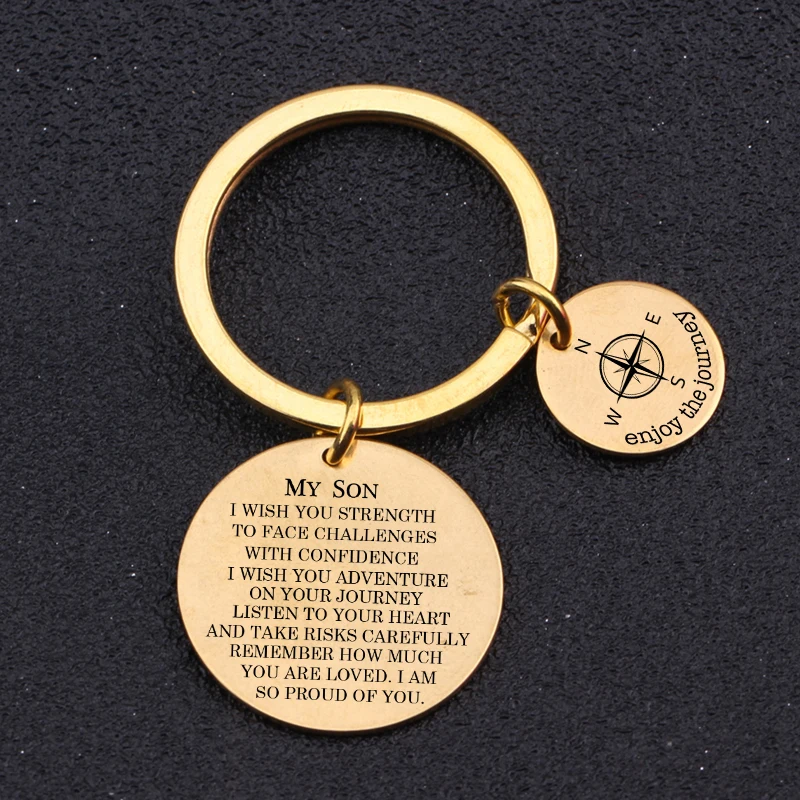 My Son
I WISH YOU STRENGTH
TO FACE CHALLENGES
WITH CONFIDENCE
I WISH YOU ADVENTURE
ON YOUR JOURNEY
LISTEN TO YOUR HEART
AND TAKE RISKS CAREFULLY
REMEMBER HOW MUCH
YOU ARE LOVED. I AM
SO PROUD OF YOU.
N
E
S
W
enjoy the journey